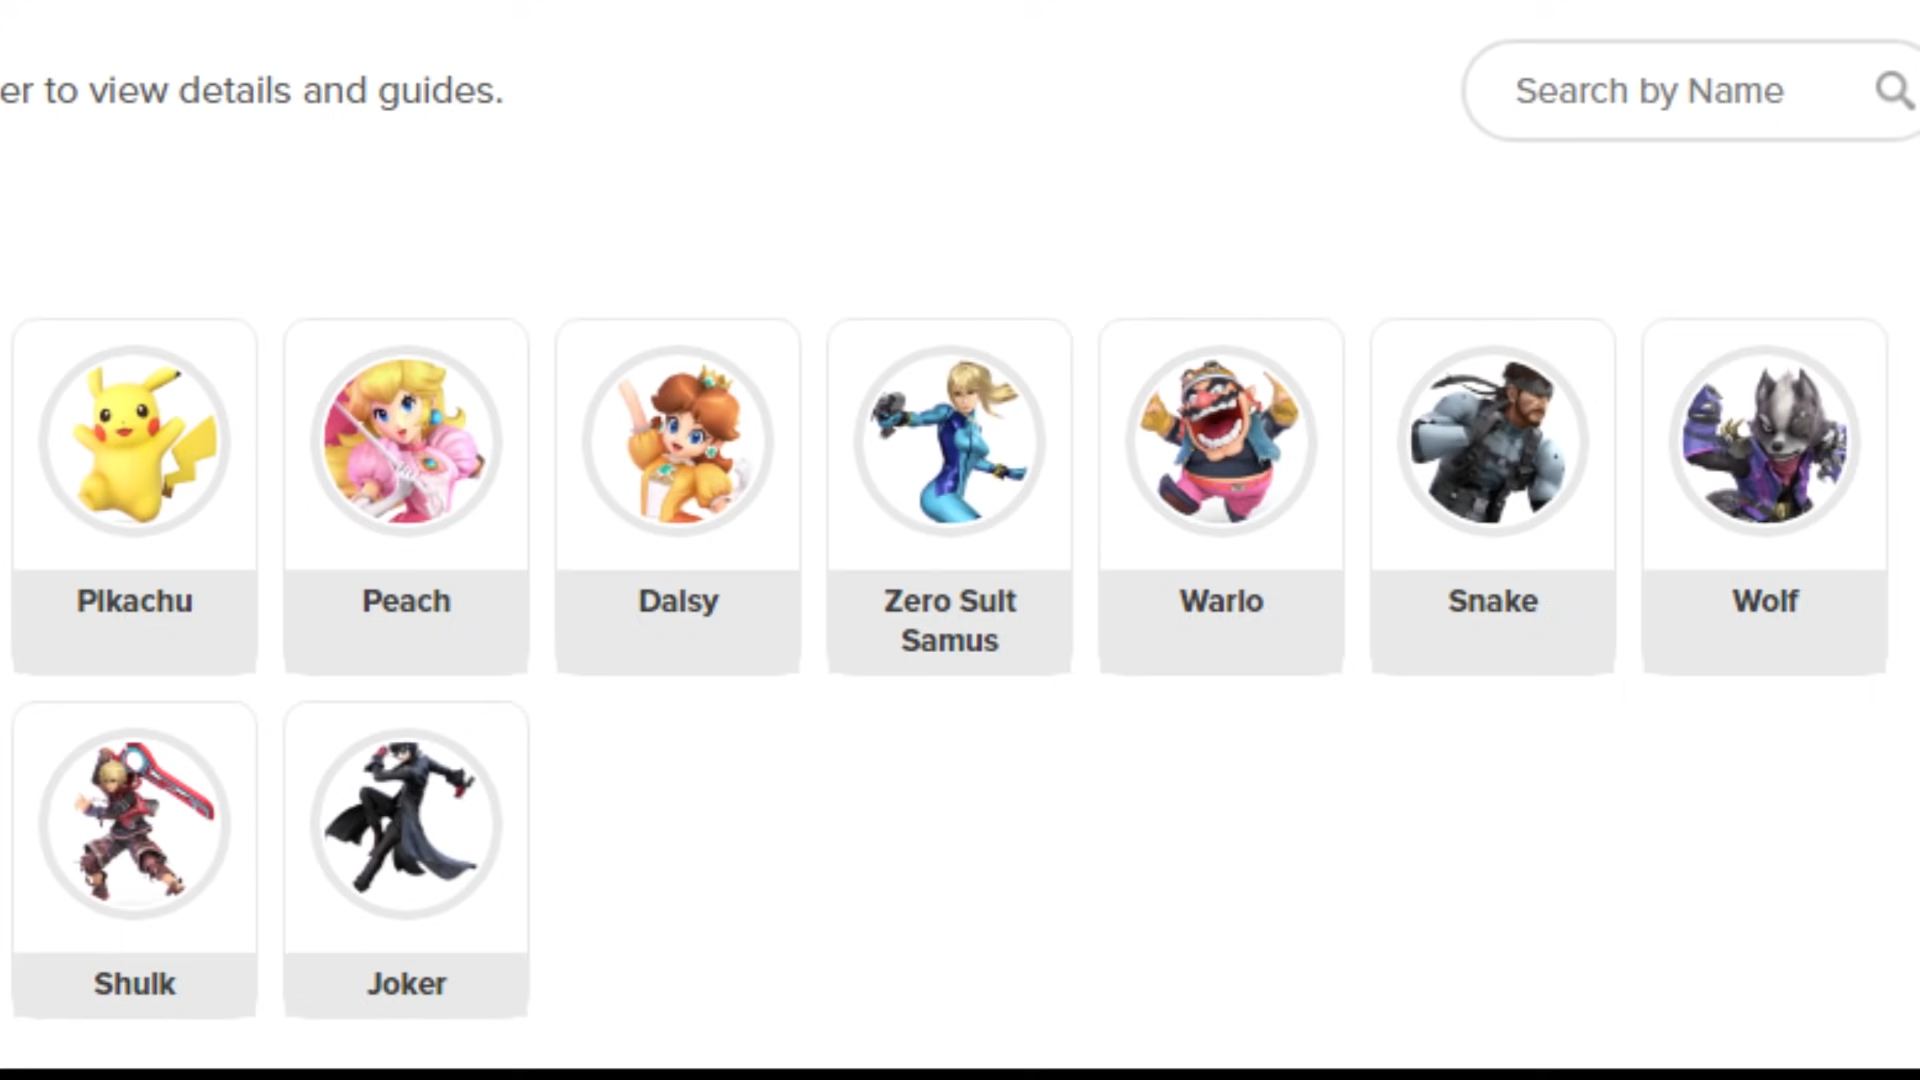 er to view details and guides.
Search by Name
Pikachu
Peach
Daisy
Zero Suit
Samus
Wario
Snake
Wolf
Shulk
Joker